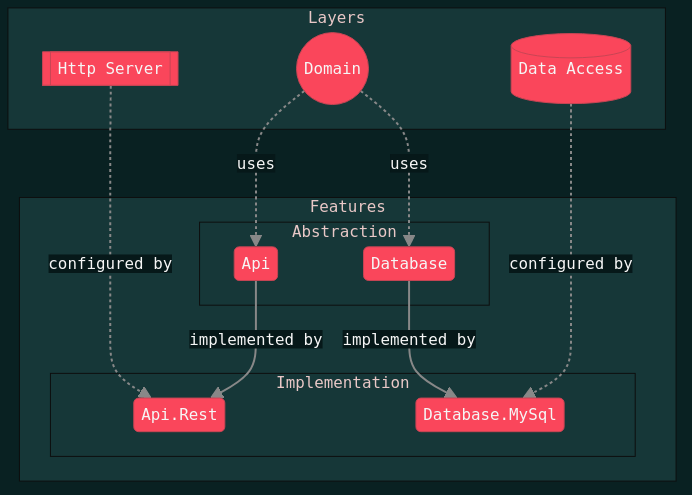 Layers
Http Server
Domain
Data Access
uses
uses
Features
Abstraction
Api
Database
configured by
configured by
implemented by
implemented by
Implementation
Api.Rest
Database.MySql